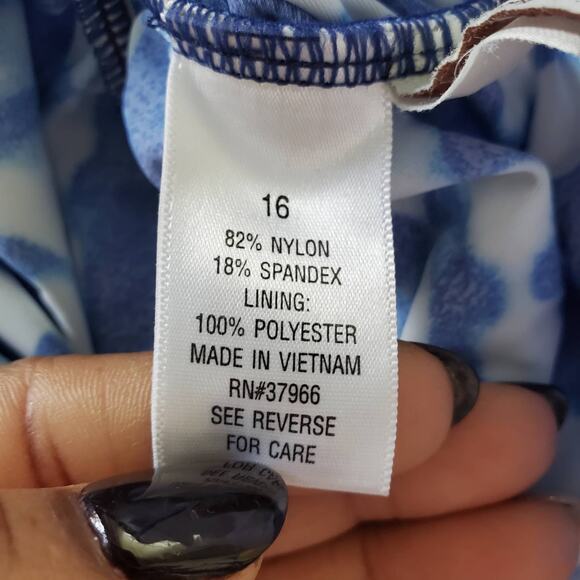 16
82% NYLON
18% SPANDEX
LINING:
100% POLYESTER
MADE IN VIETNAM
RN#37966
SEE REVERSE
FOR CARE